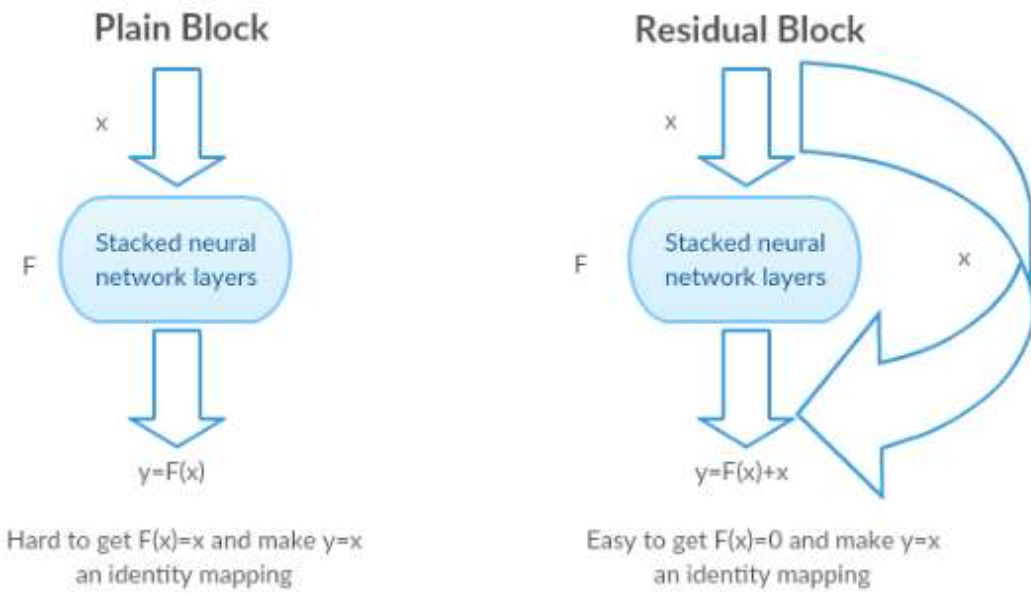 Plain Block
x
F
Stacked neural
network layers
y=F(x)
Hard to get F(x)=x and make y=x
an identity mapping
Residual Block
x
F
Stacked neural
network layers
x
y=F(x)+x
Easy to get F(x)=0 and make y=x
an identity mapping